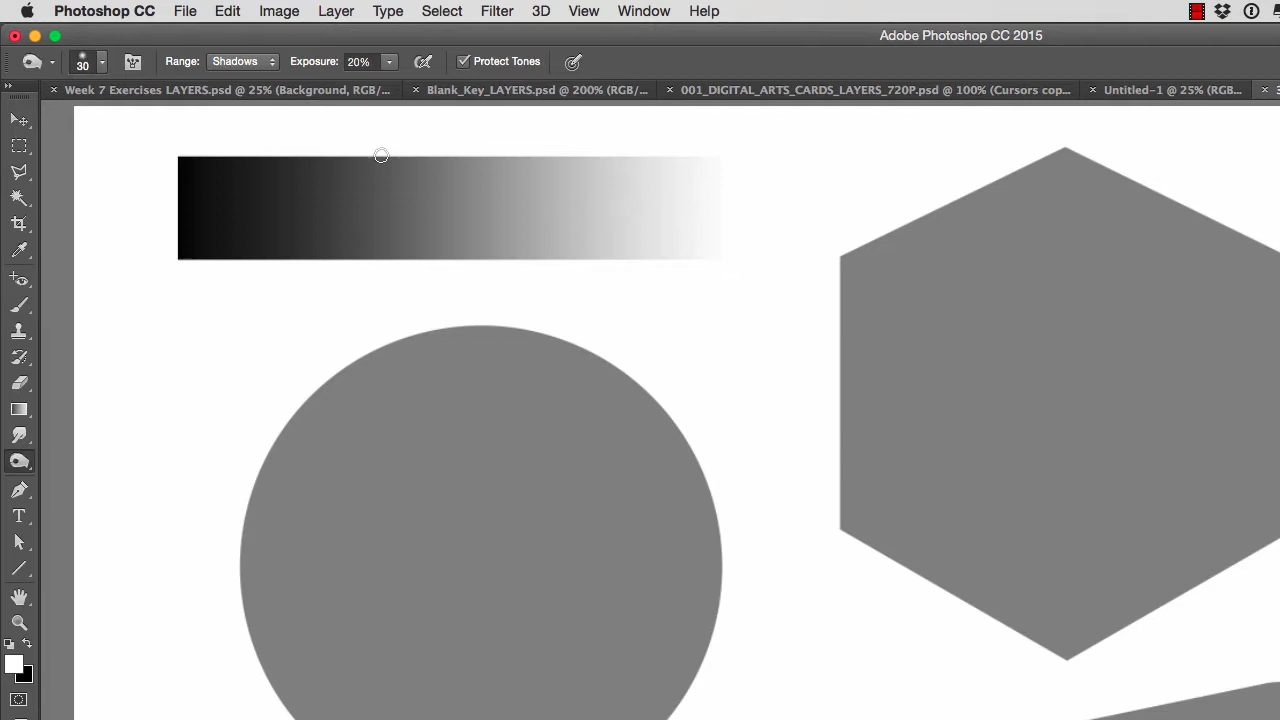 Photoshop CC File Edit Image Layer Type Select Filter 3D View Window Help
Adobe Photoshop CC 2015
30 Range: Shadows Exposure: 20% Protect Tones
Week 7 Exercises LAYERS.psd @ 25% (Background, RGB/... Blank_Key_LAYERS.psd @ 200% (RGB/... 001_DIGITAL_ARTS_CARDS_LAYERS_720P.psd @ 100% (Cursors cop... Untitled-1 @ 25% (RGB...